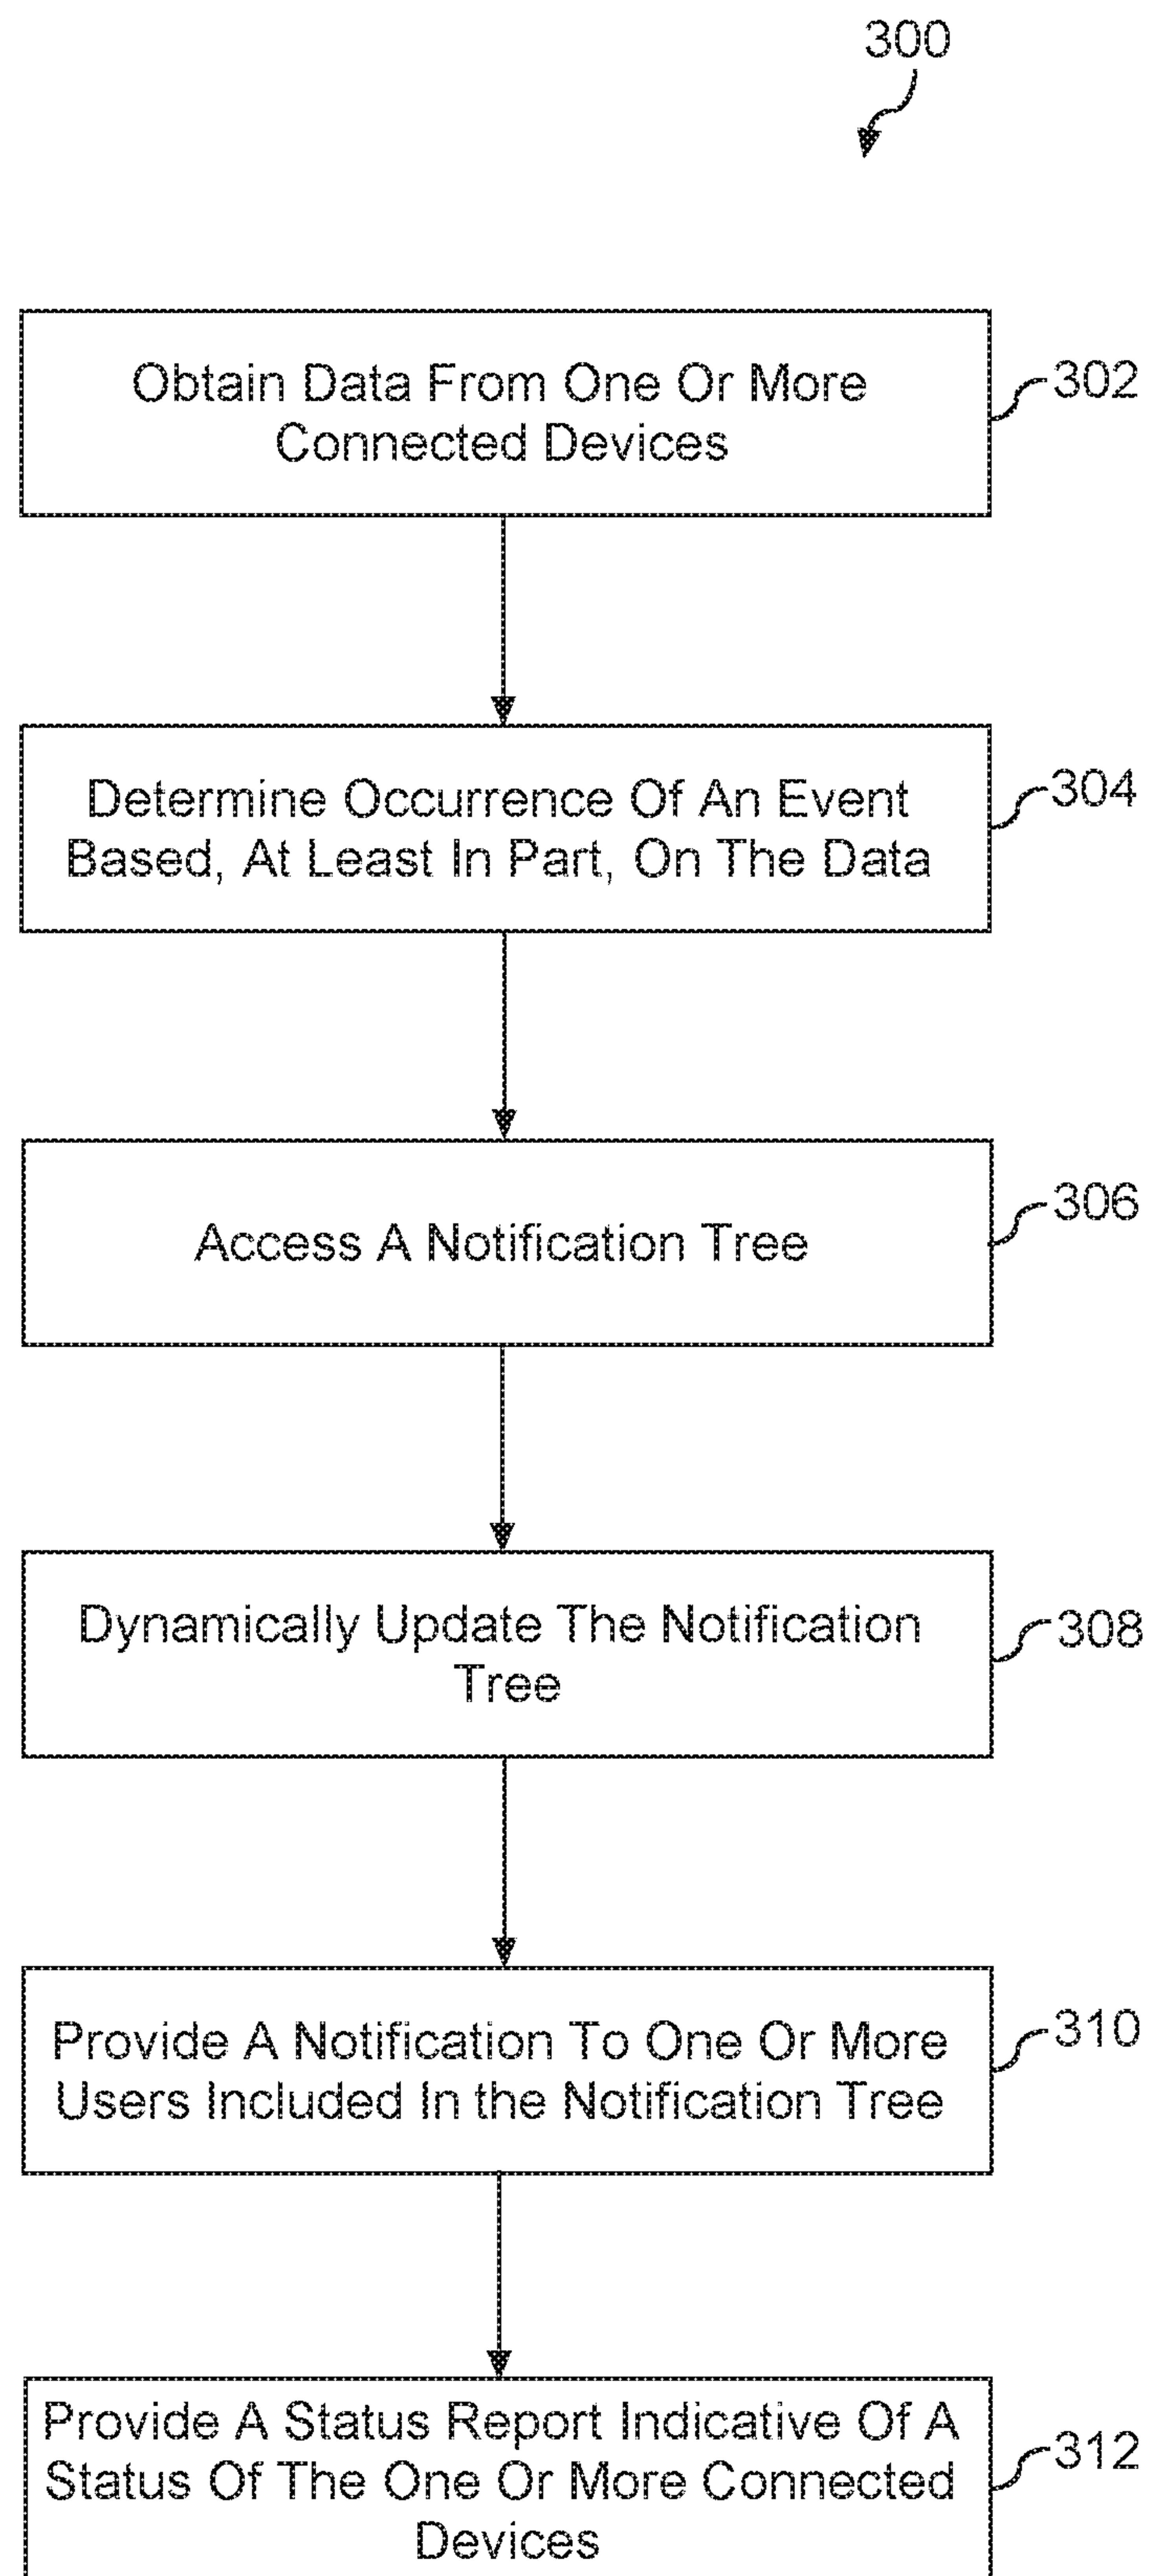 300
Obtain Data From One Or More
Connected Devices
302
Determine Occurrence Of An Event
Based, At Least In Part, On The Data
304
Access A Notification Tree
306
Dynamically Update The Notification
Tree
308
Provide A Notification To One Or More
Users Included In the Notification Tree
310
Provide A Status Report Indicative Of A
Status Of The One Or More Connected
Devices
312